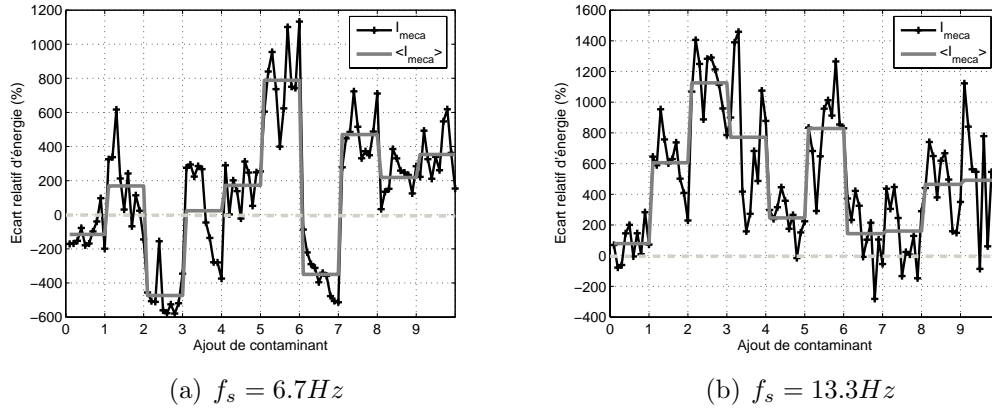 1200
1000
800
600
400
200
0
−200
−400
−600
0 1 2 3 4 5 6 7 8 9
Ecart relatif d'énergie (%)
Ajout de contaminant
I_meca
<I_meca>
(a) f_s = 6.7Hz
1600
1400
1200
1000
800
600
400
200
0
−200
−400
0 1 2 3 4 5 6 7 8 9
Ecart relatif d'énergie (%)
Ajout de contaminant
I_meca
<I_meca>
(b) f_s = 13.3Hz